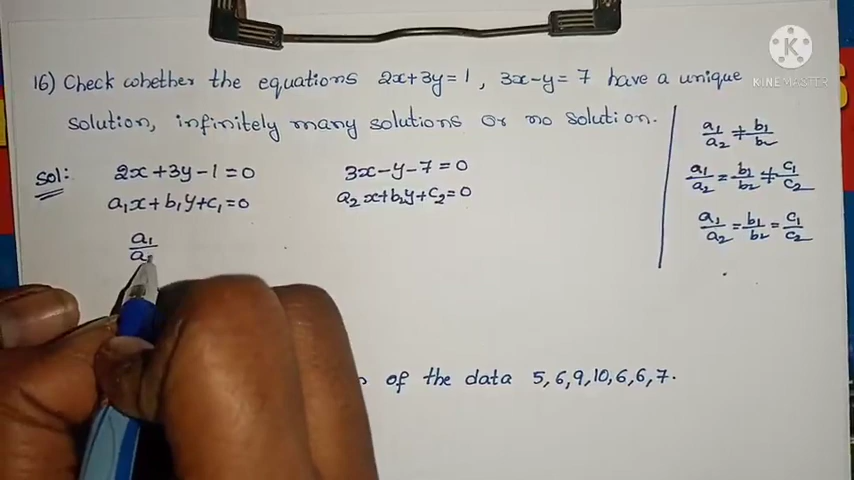 16) Check whether the equations 2x+3y=1, 3x-y=7 have a unique
solution, infinitely many solutions or no solution.
Sol: 2x+3y-1=0 3x-y-7=0
a₁x+b₁y+c₁=0 a₂x+b₂y+c₂=0
a₁/a₂ ≠ b₁/b₂
a₁/a₂ = b₁/b₂ ≠ c₁/c₂
a₁/a₂ = b₁/b₂ = c₁/c₂
a₁
of the data 5,6,9,10,6,6,7.
KINEMASTER